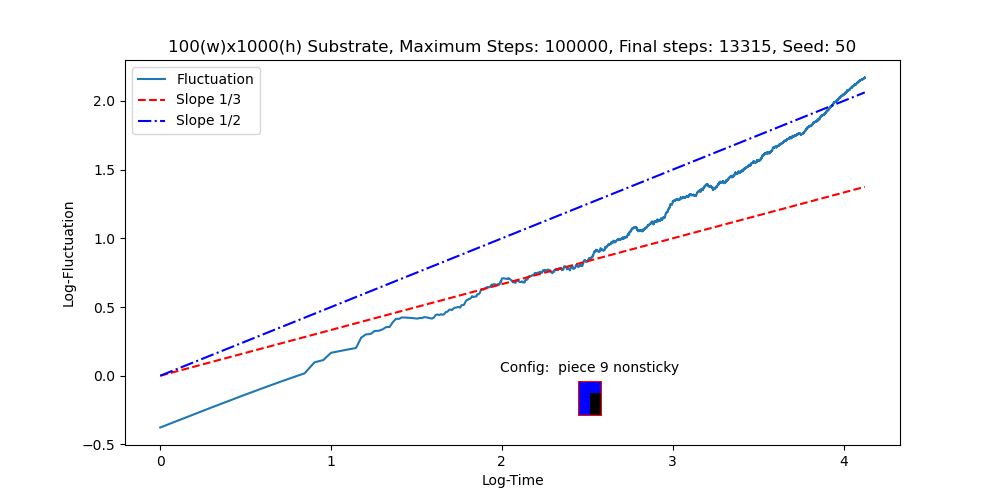 100(w)x1000(h) Substrate, Maximum Steps: 100000, Final steps: 13315, Seed: 50
Fluctuation
Slope 1/3
Slope 1/2
2.0
1.5
1.0
0.5
0.0
−0.5
Log-Fluctuation
Config:  piece 9 nonsticky
0 1 2 3 4
Log-Time